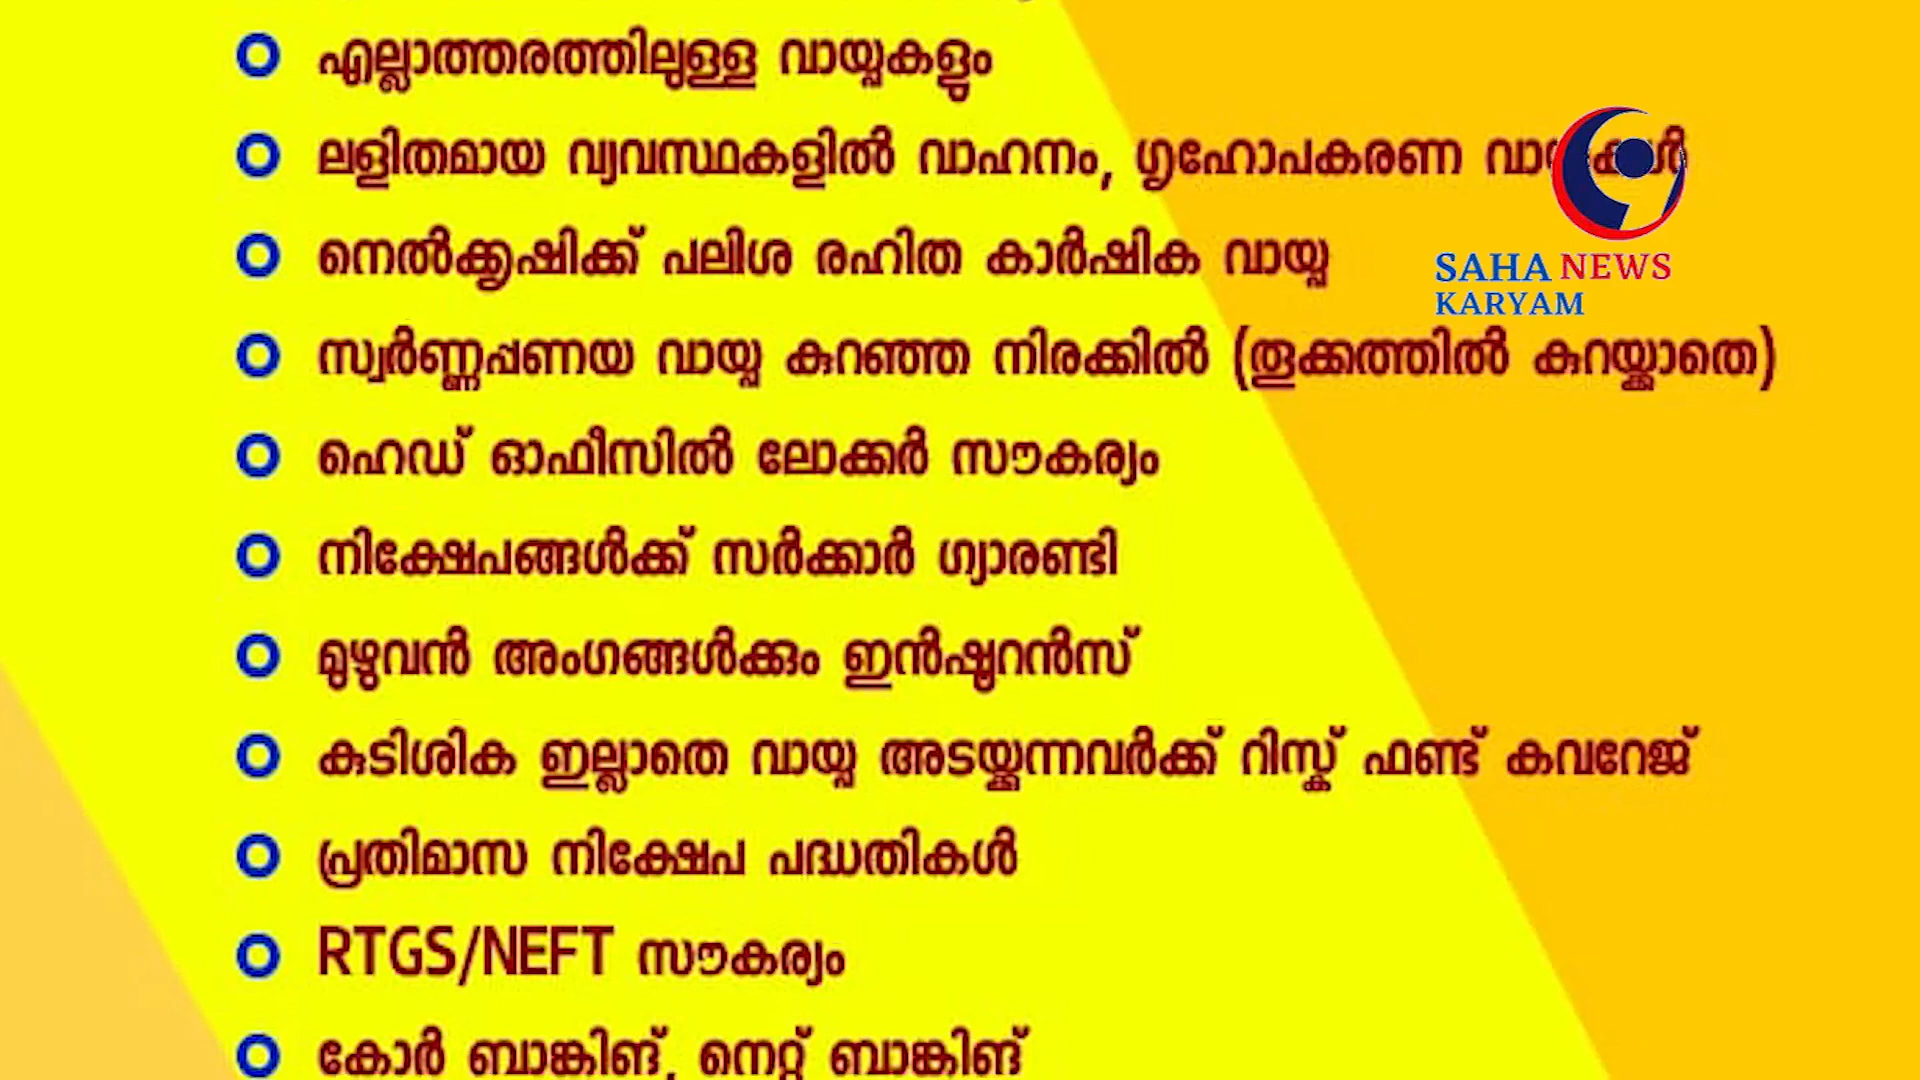 എല്ലാത്തരത്തിലുള്ള വായ്പകളും
ലളിതമായ വ്യവസ്ഥകളിൽ വാഹനം, ഗൃഹോപകരണ
നെൽക്കൃഷിക്ക് പലിശ രഹിത കാർഷിക വായ്പ
SAHA NEWS
KARYAM
സ്വർണ്ണപ്പണയ വായ്പ കുറഞ്ഞ നിരക്കിൽ (തൂക്കത്തിൽ കുറയ്ക്കാതെ)
ഹെഡ് ഓഫീസിൽ ലോക്കർ സൗകര്യം
നിക്ഷേപങ്ങൾക്ക് സർക്കാർ ഗ്യാരണ്ടി
മുഴുവൻ അംഗങ്ങൾക്കും ഇൻഷൂറൻസ്
കുടിശിക ഇല്ലാതെ വായ്പ അടയ്ക്കുന്നവർക്ക് റിസ്ക് ഫണ്ട് കവറേജ്
പ്രതിമാസ നിക്ഷേപ പദ്ധതികൾ
RTGS/NEFT സൗകര്യം
കോർ ബാങ്കിങ്, നെറ്റ് ബാങ്കിങ്